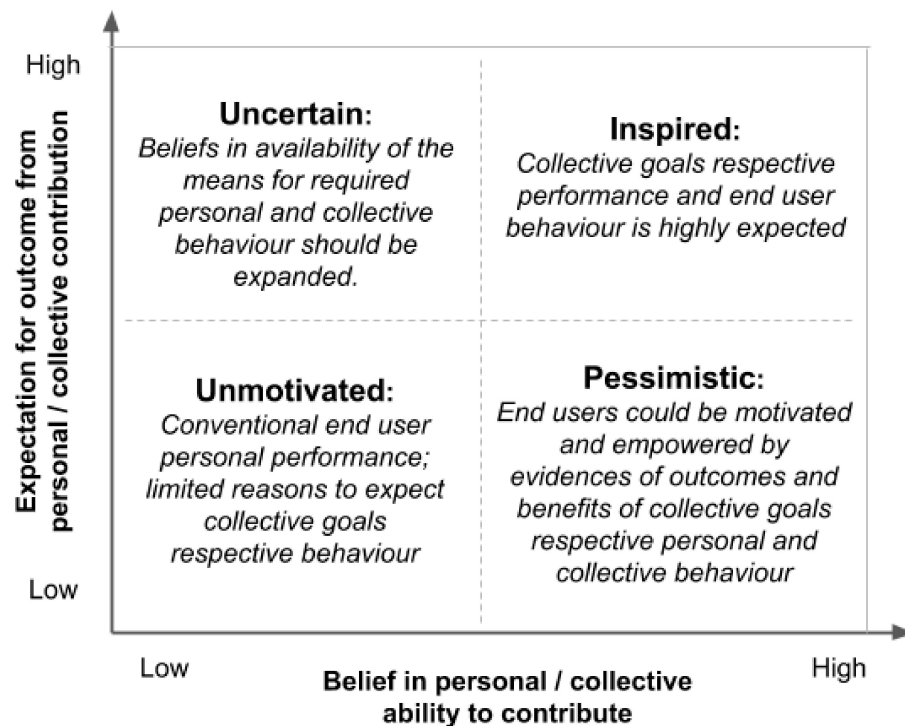 High
Expectation for outcome from
personal / collective contribution
Low
Uncertain:
Beliefs in availability of the
means for required
personal and collective
behaviour should be
expanded.
Inspired:
Collective goals respective
performance and end user
behaviour is highly expected
Unmotivated:
Conventional end user
personal performance;
limited reasons to expect
collective goals
respective behaviour
Pessimistic:
End users could be motivated
and empowered by
evidences of outcomes and
benefits of collective goals
respective personal and
collective behaviour
Low
High
Belief in personal / collective
ability to contribute